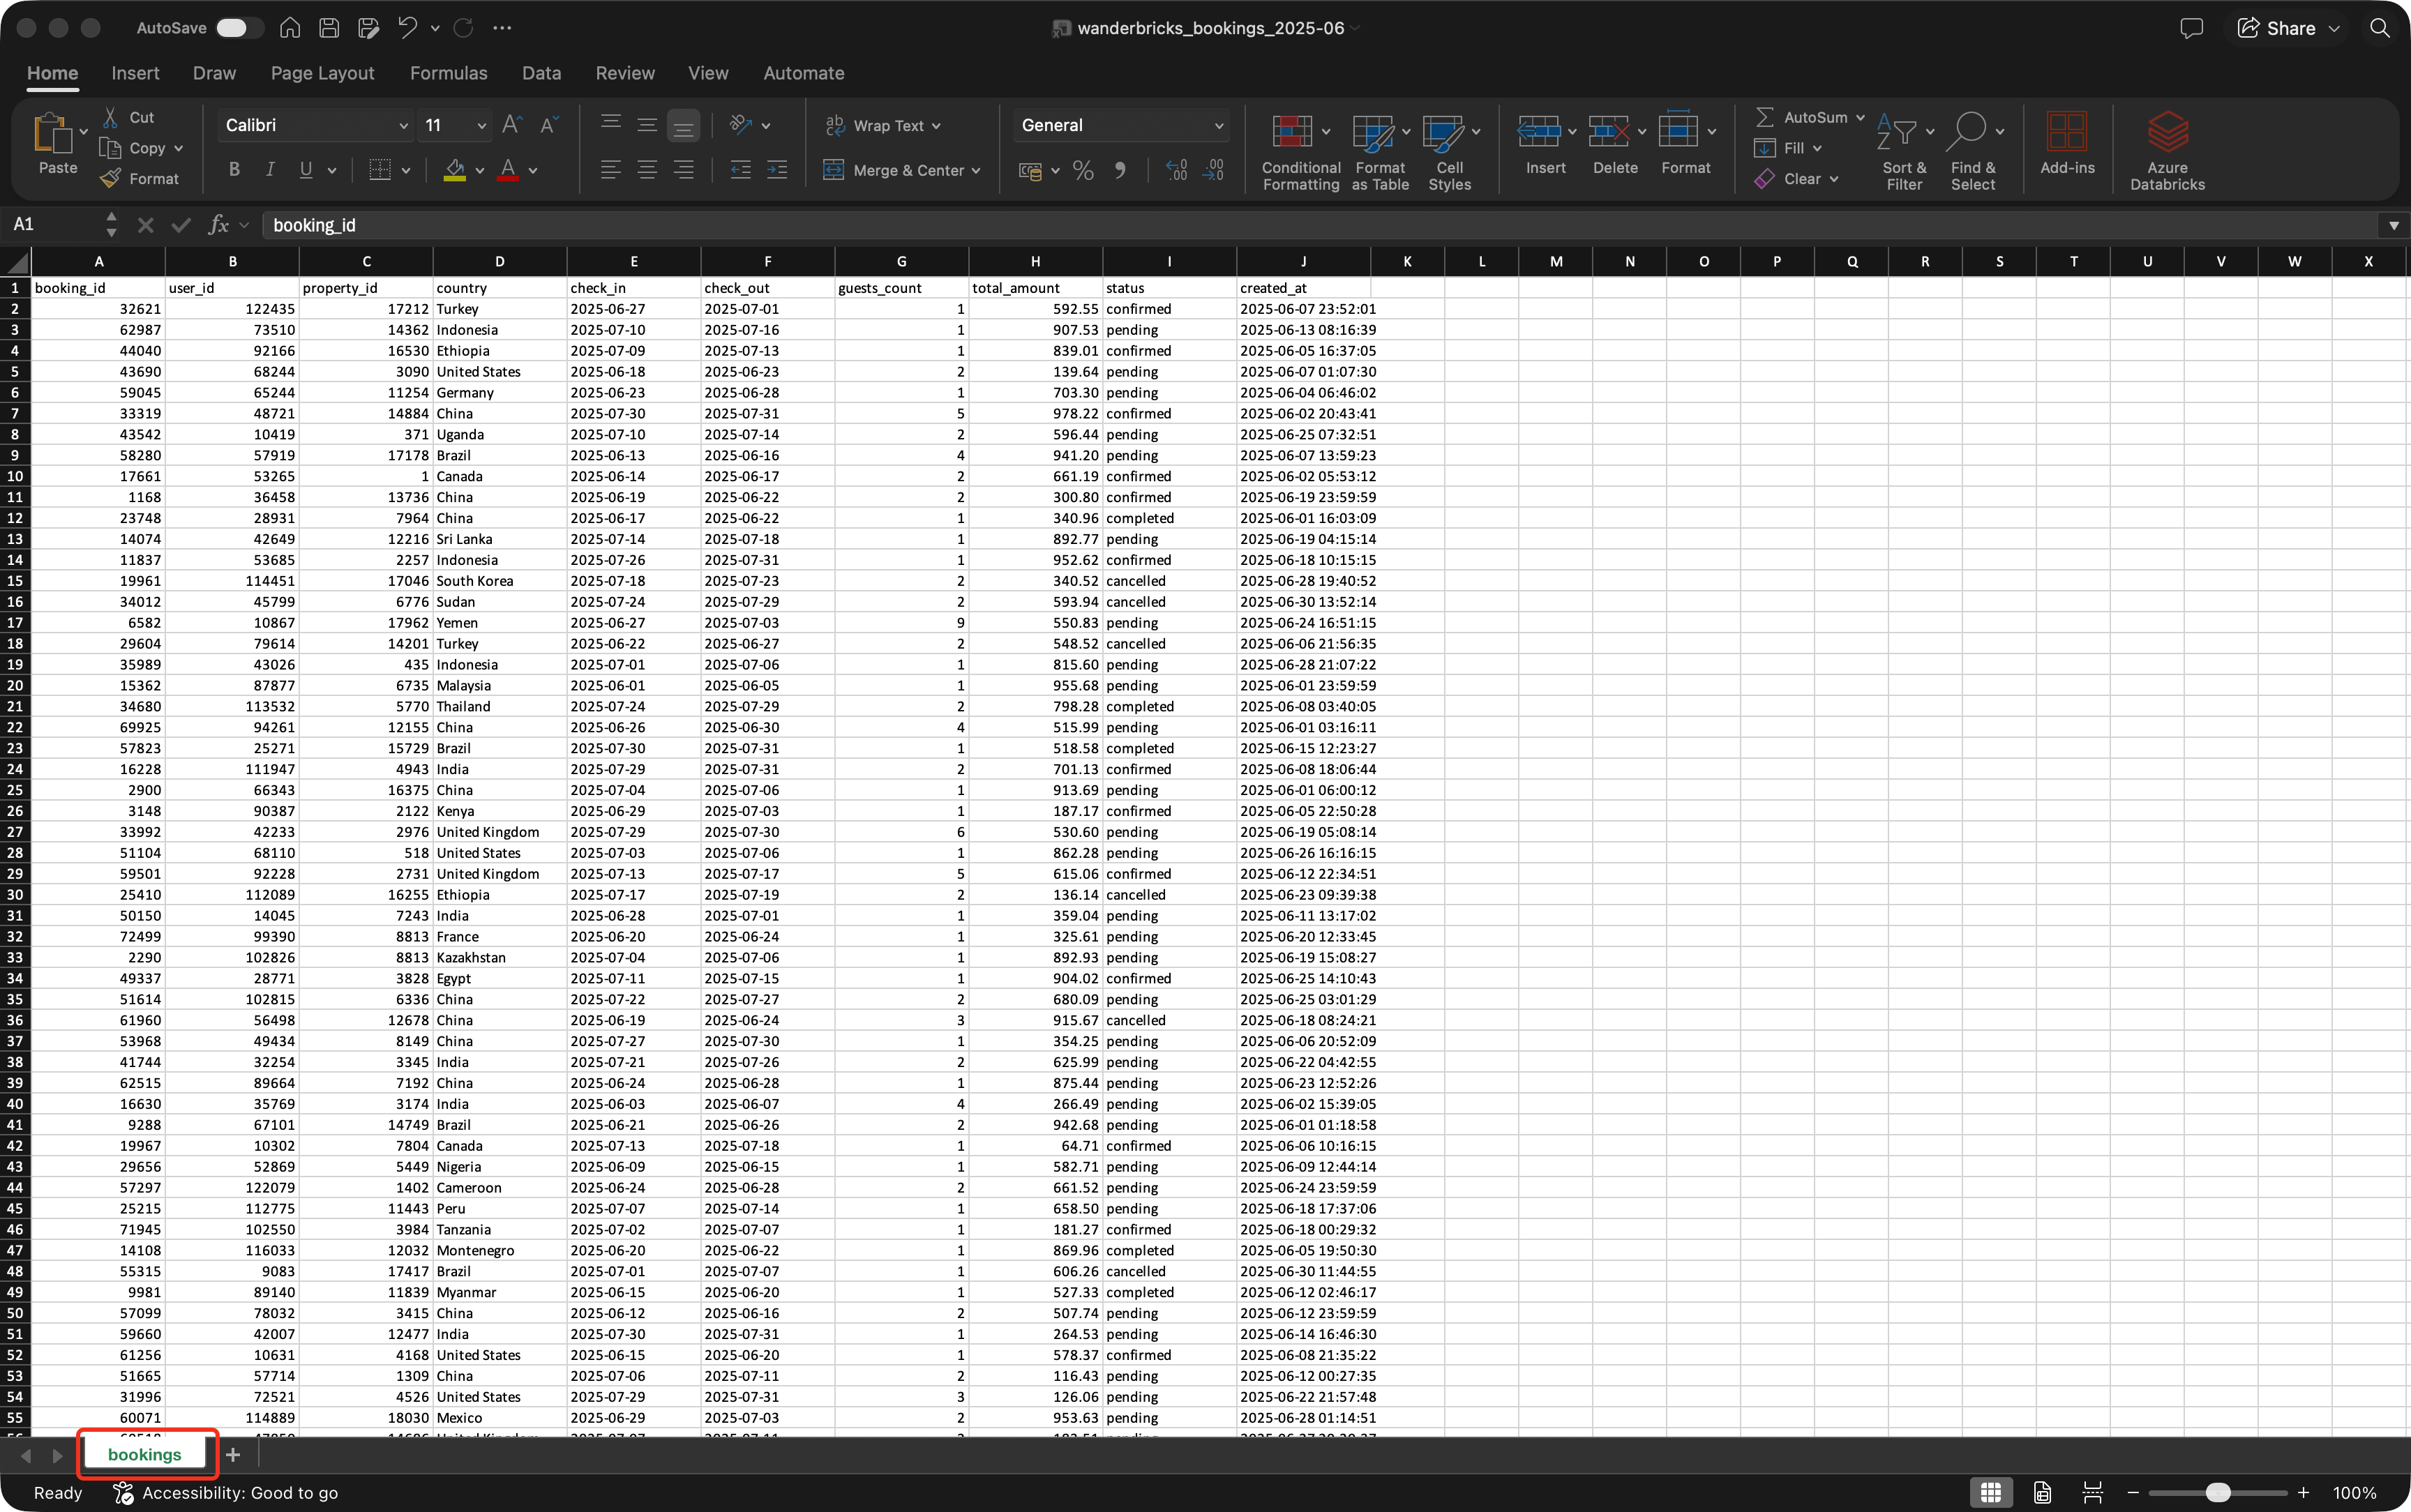 AutoSave wanderbricks_bookings_2025-06 Share
Home Insert Draw Page Layout Formulas Data Review View Automate
Paste Cut Copy Format
Calibri 11
B I U
Wrap Text
Merge & Center
General
Conditional Formatting Format as Table Cell Styles
Insert Delete Format
AutoSum Fill Clear
Sort & Filter Find & Select
Add-ins
Azure Databricks
A1 fx booking_id
A B C D E F G H I J K L M N O P Q R S T U V W X
1 booking_id user_id property_id country check_in check_out guests_count total_amount status created_at
2 32621 122435 17212 Turkey 2025-06-27 2025-07-01 1 592.55 confirmed 2025-06-07 23:52:01
3 62987 73510 14362 Indonesia 2025-07-10 2025-07-16 1 907.53 pending 2025-06-13 08:16:39
4 44040 92166 16530 Ethiopia 2025-07-09 2025-07-13 1 839.01 confirmed 2025-06-05 16:37:05
5 43690 68244 3090 United States 2025-06-18 2025-06-23 2 139.64 pending 2025-06-07 01:07:30
6 59045 65244 11254 Germany 2025-06-23 2025-06-28 1 703.30 pending 2025-06-04 06:46:02
7 33319 48721 14884 China 2025-07-30 2025-07-31 5 978.22 confirmed 2025-06-02 20:43:41
8 43542 10419 371 Uganda 2025-07-10 2025-07-14 2 596.44 pending 2025-06-25 07:32:51
9 58280 57919 17178 Brazil 2025-06-13 2025-06-16 4 941.20 pending 2025-06-07 13:59:23
10 17661 53265 1 Canada 2025-06-14 2025-06-17 2 661.19 confirmed 2025-06-02 05:53:12
11 1168 36458 13736 China 2025-06-19 2025-06-22 2 300.80 confirmed 2025-06-19 23:59:59
12 23748 28931 7964 China 2025-06-17 2025-06-22 1 340.96 completed 2025-06-01 16:03:09
13 14074 42649 12216 Sri Lanka 2025-07-14 2025-07-18 1 892.77 pending 2025-06-19 04:15:14
14 11837 53685 2257 Indonesia 2025-07-26 2025-07-31 1 952.62 confirmed 2025-06-18 10:15:15
15 19961 114451 17046 South Korea 2025-07-18 2025-07-23 2 340.52 cancelled 2025-06-28 19:40:52
16 34012 45799 6776 Sudan 2025-07-24 2025-07-29 2 593.94 cancelled 2025-06-30 13:52:14
17 6582 10867 17962 Yemen 2025-06-27 2025-07-03 9 550.83 pending 2025-06-24 16:51:15
18 29604 79614 14201 Turkey 2025-06-22 2025-06-27 2 548.52 cancelled 2025-06-06 21:56:35
19 35989 43026 435 Indonesia 2025-07-01 2025-07-06 1 815.60 pending 2025-06-28 21:07:22
20 15362 87877 6735 Malaysia 2025-06-01 2025-06-05 1 955.68 pending 2025-06-01 23:59:59
21 34680 113532 5770 Thailand 2025-07-24 2025-07-29 2 798.28 completed 2025-06-08 03:40:05
22 69925 94261 12155 China 2025-06-26 2025-06-30 4 515.99 pending 2025-06-01 03:16:11
23 57823 25271 15729 Brazil 2025-07-30 2025-07-31 1 518.58 completed 2025-06-15 12:23:27
24 16228 111947 4943 India 2025-07-29 2025-07-31 2 701.13 confirmed 2025-06-08 18:06:44
25 2900 66343 16375 China 2025-07-04 2025-07-06 1 913.69 pending 2025-06-01 06:00:12
26 3148 90387 2122 Kenya 2025-06-29 2025-07-03 1 187.17 confirmed 2025-06-05 22:50:28
27 33992 42233 2976 United Kingdom 2025-07-29 2025-07-30 6 530.60 pending 2025-06-19 05:08:14
28 51104 68110 518 United States 2025-07-03 2025-07-06 1 862.28 pending 2025-06-26 16:16:15
29 59501 92228 2731 United Kingdom 2025-07-13 2025-07-17 5 615.06 confirmed 2025-06-12 22:34:51
30 25410 112089 16255 Ethiopia 2025-07-17 2025-07-19 2 136.14 cancelled 2025-06-23 09:39:38
31 50150 14045 7243 India 2025-06-28 2025-07-01 1 359.04 pending 2025-06-11 13:17:02
32 72499 99390 8813 France 2025-06-20 2025-06-24 1 325.61 pending 2025-06-20 12:33:45
33 2290 102826 8813 Kazakhstan 2025-07-04 2025-07-06 1 892.93 pending 2025-06-19 15:08:27
34 49337 28771 3828 Egypt 2025-07-11 2025-07-15 1 904.02 confirmed 2025-06-25 14:10:43
35 51614 102815 6336 China 2025-07-22 2025-07-27 2 680.09 pending 2025-06-25 03:01:29
36 61960 56498 12678 China 2025-06-19 2025-06-24 3 915.67 cancelled 2025-06-18 08:24:21
37 53968 49434 8149 China 2025-07-27 2025-07-30 1 354.25 pending 2025-06-06 20:52:09
38 41744 32254 3345 India 2025-07-21 2025-07-26 2 625.99 pending 2025-06-22 04:42:55
39 62515 89664 7192 China 2025-06-24 2025-06-28 1 875.44 pending 2025-06-23 12:52:26
40 16630 35769 3174 India 2025-06-03 2025-06-07 4 266.49 pending 2025-06-02 15:39:05
41 9288 67101 14749 Brazil 2025-06-21 2025-06-26 2 942.68 pending 2025-06-01 01:18:58
42 19967 10302 7804 Canada 2025-07-13 2025-07-18 1 64.71 confirmed 2025-06-06 10:16:15
43 29656 52869 5449 Nigeria 2025-06-09 2025-06-15 1 582.71 pending 2025-06-09 12:44:14
44 57297 122079 1402 Cameroon 2025-06-24 2025-06-28 2 661.52 pending 2025-06-24 23:59:59
45 25215 112775 11443 Peru 2025-07-07 2025-07-14 1 658.50 pending 2025-06-18 17:37:06
46 71945 102550 3984 Tanzania 2025-07-02 2025-07-07 1 181.27 confirmed 2025-06-18 00:29:32
47 14108 116033 12032 Montenegro 2025-06-20 2025-06-22 1 869.96 completed 2025-06-05 19:50:30
48 55315 9083 17417 Brazil 2025-07-01 2025-07-07 1 606.26 cancelled 2025-06-30 11:44:55
49 9981 89140 11839 Myanmar 2025-06-15 2025-06-20 1 527.33 completed 2025-06-12 02:46:17
50 57099 78032 3415 China 2025-06-12 2025-06-16 2 507.74 pending 2025-06-12 23:59:59
51 59660 42007 12477 India 2025-07-30 2025-07-31 1 264.53 pending 2025-06-14 16:46:30
52 61256 10631 4168 United States 2025-06-15 2025-06-20 1 578.37 confirmed 2025-06-08 21:35:22
53 51665 57714 1309 China 2025-07-06 2025-07-11 2 116.43 pending 2025-06-12 00:27:35
54 31996 72521 4526 United States 2025-07-29 2025-07-31 3 126.06 pending 2025-06-22 21:57:48
55 60071 114889 18030 Mexico 2025-06-29 2025-07-03 2 953.63 pending 2025-06-28 01:14:51
bookings
Ready Accessibility: Good to go 100%